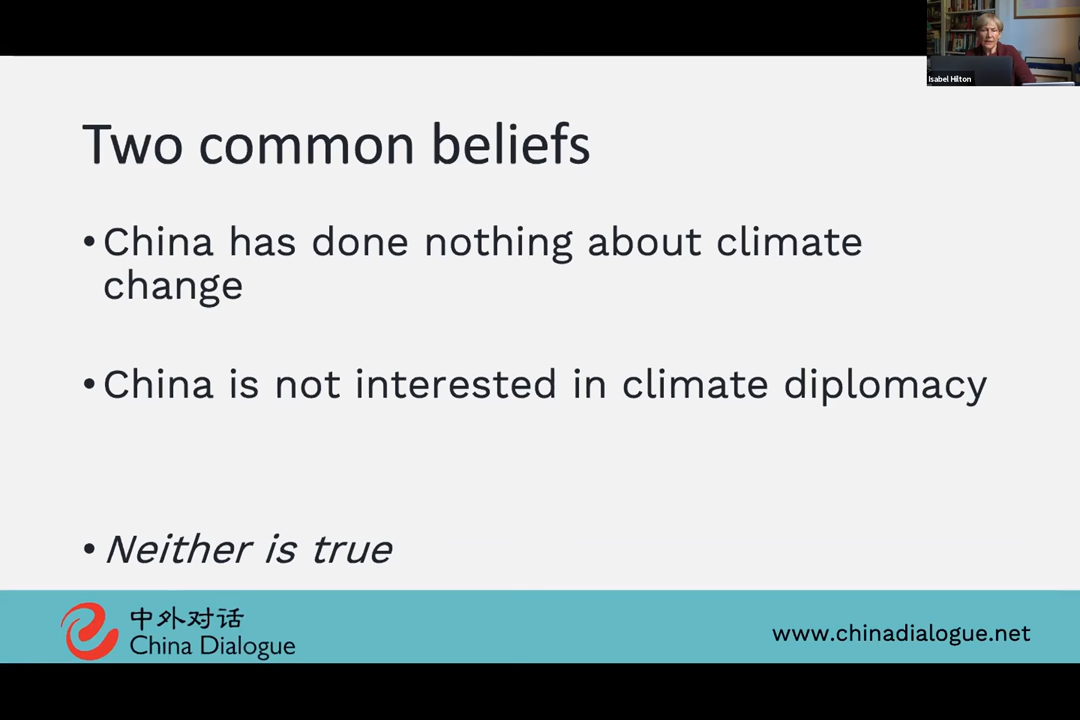 Isabel Hilton
Two common beliefs
•China has done nothing about climate
change
•China is not interested in climate diplomacy
•Neither is true
中外对话
China Dialogue
www.chinadialogue.net